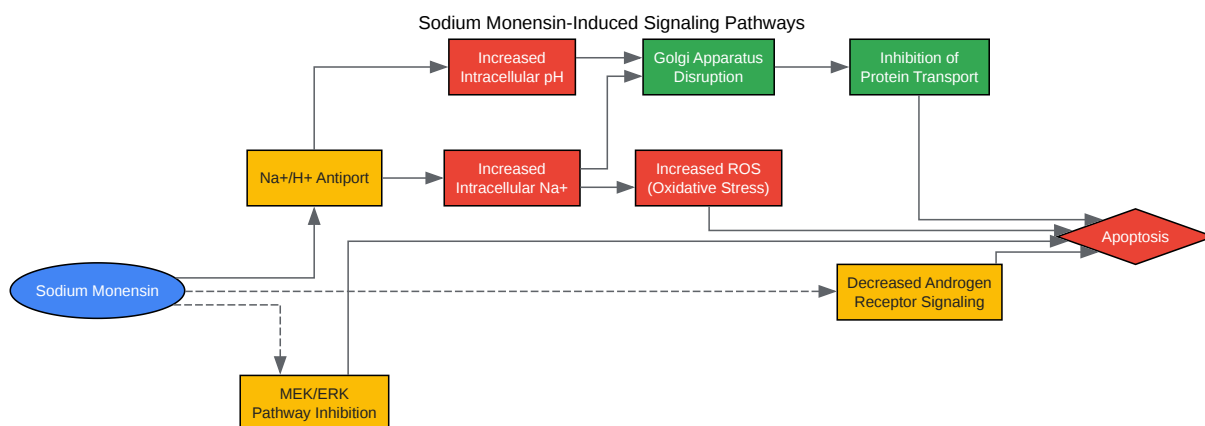 Sodium Monensin-Induced Signaling Pathways
Increased
Intracellular pH
Golgi Apparatus
Disruption
Inhibition of
Protein Transport
Na+/H+ Antiport
Increased
Intracellular Na+
Increased ROS
(Oxidative Stress)
Apoptosis
Sodium Monensin
Decreased Androgen
Receptor Signaling
MEK/ERK
Pathway Inhibition